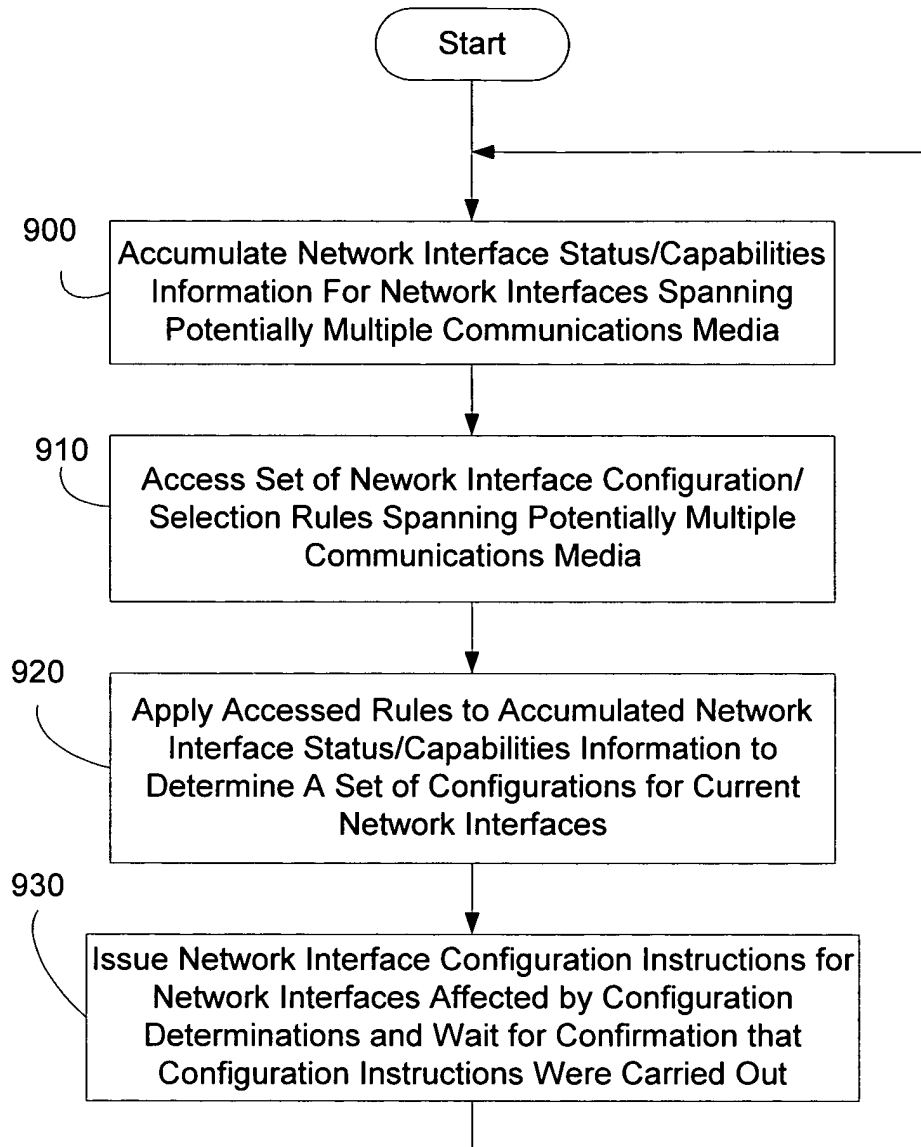 Start
900
Accumulate Network Interface Status/Capabilities
Information For Network Interfaces Spanning
Potentially Multiple Communications Media
910
Access Set of Nework Interface Configuration/
Selection Rules Spanning Potentially Multiple
Communications Media
920
Apply Accessed Rules to Accumulated Network
Interface Status/Capabilities Information to
Determine A Set of Configurations for Current
Network Interfaces
930
Issue Network Interface Configuration Instructions for
Network Interfaces Affected by Configuration
Determinations and Wait for Confirmation that
Configuration Instructions Were Carried Out